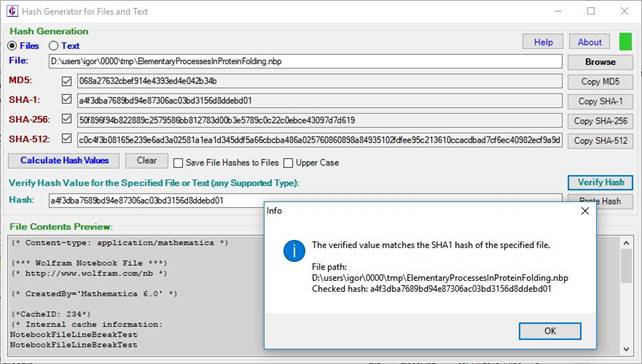 Hash Generator for Files and Text
Hash Generation
Files Text Help About
File: D:\users\igor\0000\tmp\ElementaryProcessesInProteinFolding.nbp Browse
MD5: 068a27632cbef914e4393ed4e042b34b Copy MD5
SHA-1: a4f3dba7689bd94e87306ac03bd3156d8ddebd01 Copy SHA-1
SHA-256: 50f896f94b822889c2579586bb812783d00b3e5789c0c22c0ebce43097d7d619 Copy SHA-256
SHA-512: c0c4f3b08165e239e6ad3a02581a1ea1d345ddf5a66cbcba486a025760860898a84935102fdfee95c213610ccacdbad7cf6ec40982ecf9a9d Copy SHA-512
Calculate Hash Values Clear Save File Hashes to Files Upper Case
Verify Hash Value for the Specified File or Text (any Supported Type): Verify Hash
Hash: a4f3dba7689bd94e87306ac03bd3156d8ddebd01 Paste Hash
File Contents Preview:
(* Content-type: application/mathematica *)
(*** Wolfram Notebook File ***)
(* http://www.wolfram.com/nb *)
(* CreatedBy='Mathematica 6.0' *)
(*CacheID: 234*)
(* Internal cache information:
NotebookFileLineBreakTest
NotebookFileLineBreakTest
Info
The verified value matches the SHA1 hash of the specified file.
File path:
D:\users\igor\0000\tmp\ElementaryProcessesInProteinFolding.nbp
Checked hash: a4f3dba7689bd94e87306ac03bd3156d8ddebd01
OK